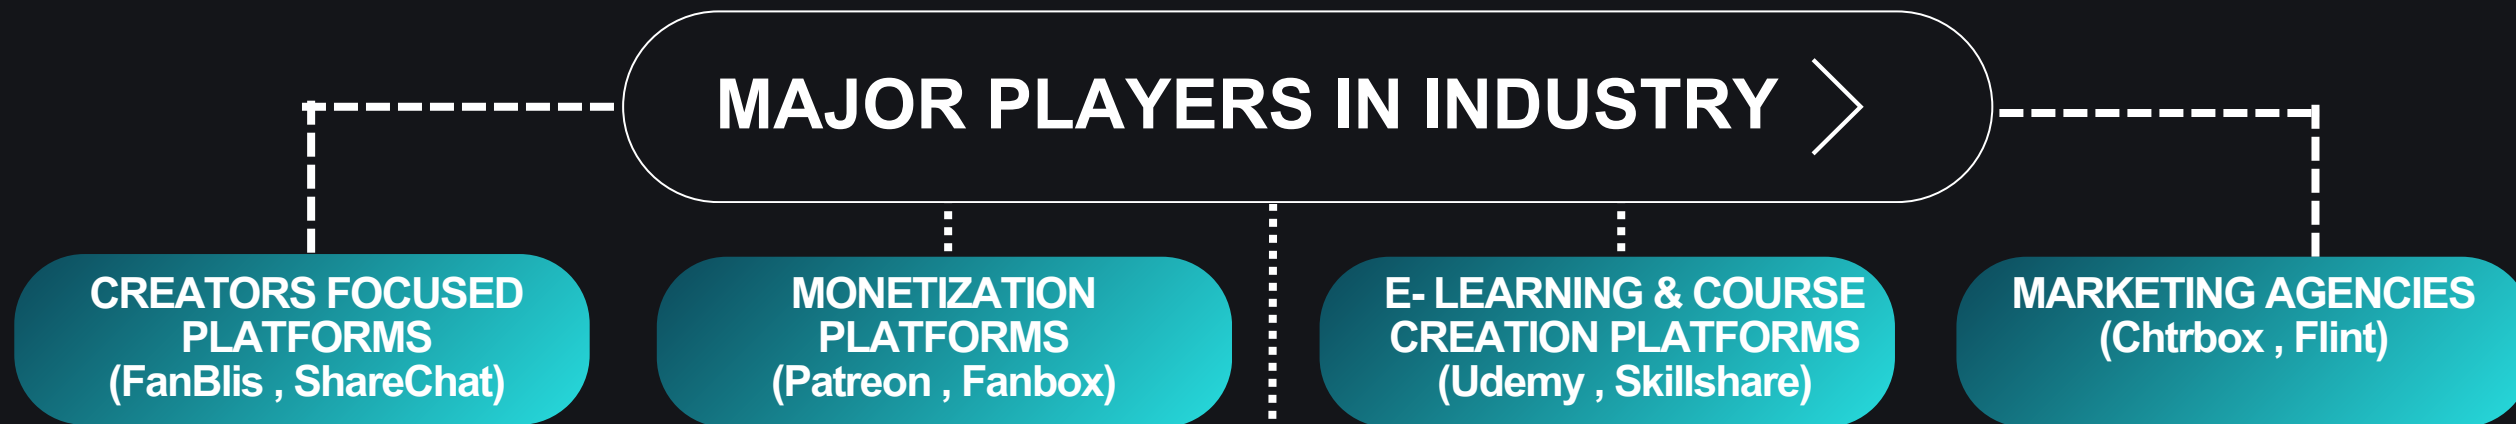 MAJOR PLAYERS IN INDUSTRY
CREATORS FOCUSED
PLATFORMS
(FanBlis , ShareChat)
MONETIZATION
PLATFORMS
(Patreon , Fanbox)
E- LEARNING & COURSE
CREATION PLATFORMS
(Udemy , Skillshare)
MARKETING AGENCIES
(Chtrbox , Flint)